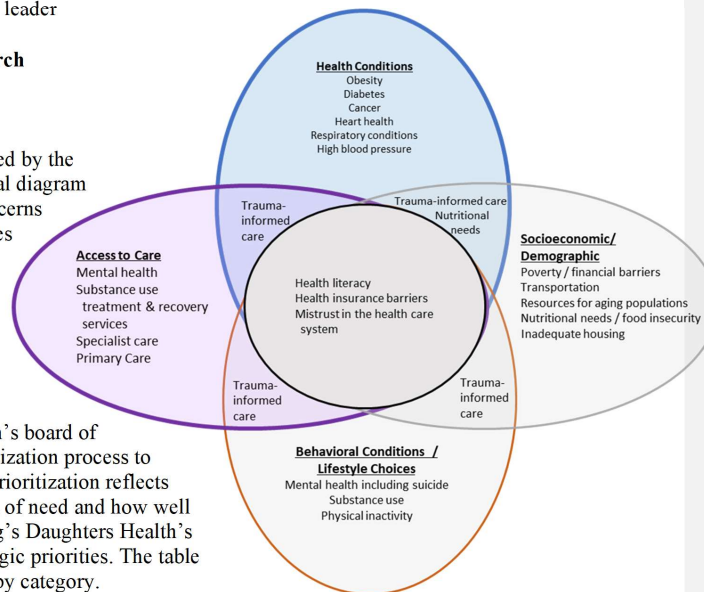 leader
rch
ed by the
al diagram
cerns
es
n's board of
ization process to
rioritization reflects
of need and how well
g's Daughters Health's
gic priorities. The table
by category.
Health Conditions
Obesity
Diabetes
Cancer
Heart health
Respiratory conditions
High blood pressure
Trauma-
informed
care
Trauma-informed care
Nutritional
needs
Access to Care
Mental health
Substance use
treatment & recovery
services
Specialist care
Primary Care
Health literacy
Health insurance barriers
Mistrust in the health care
system
Socioeconomic/
Demographic
Poverty / financial barriers
Transportation
Resources for aging populations
Nutritional needs / food insecurity
Inadequate housing
Trauma-
informed
care
Trauma-
informed
care
Behavioral Conditions /
Lifestyle Choices
Mental health including suicide
Substance use
Physical inactivity